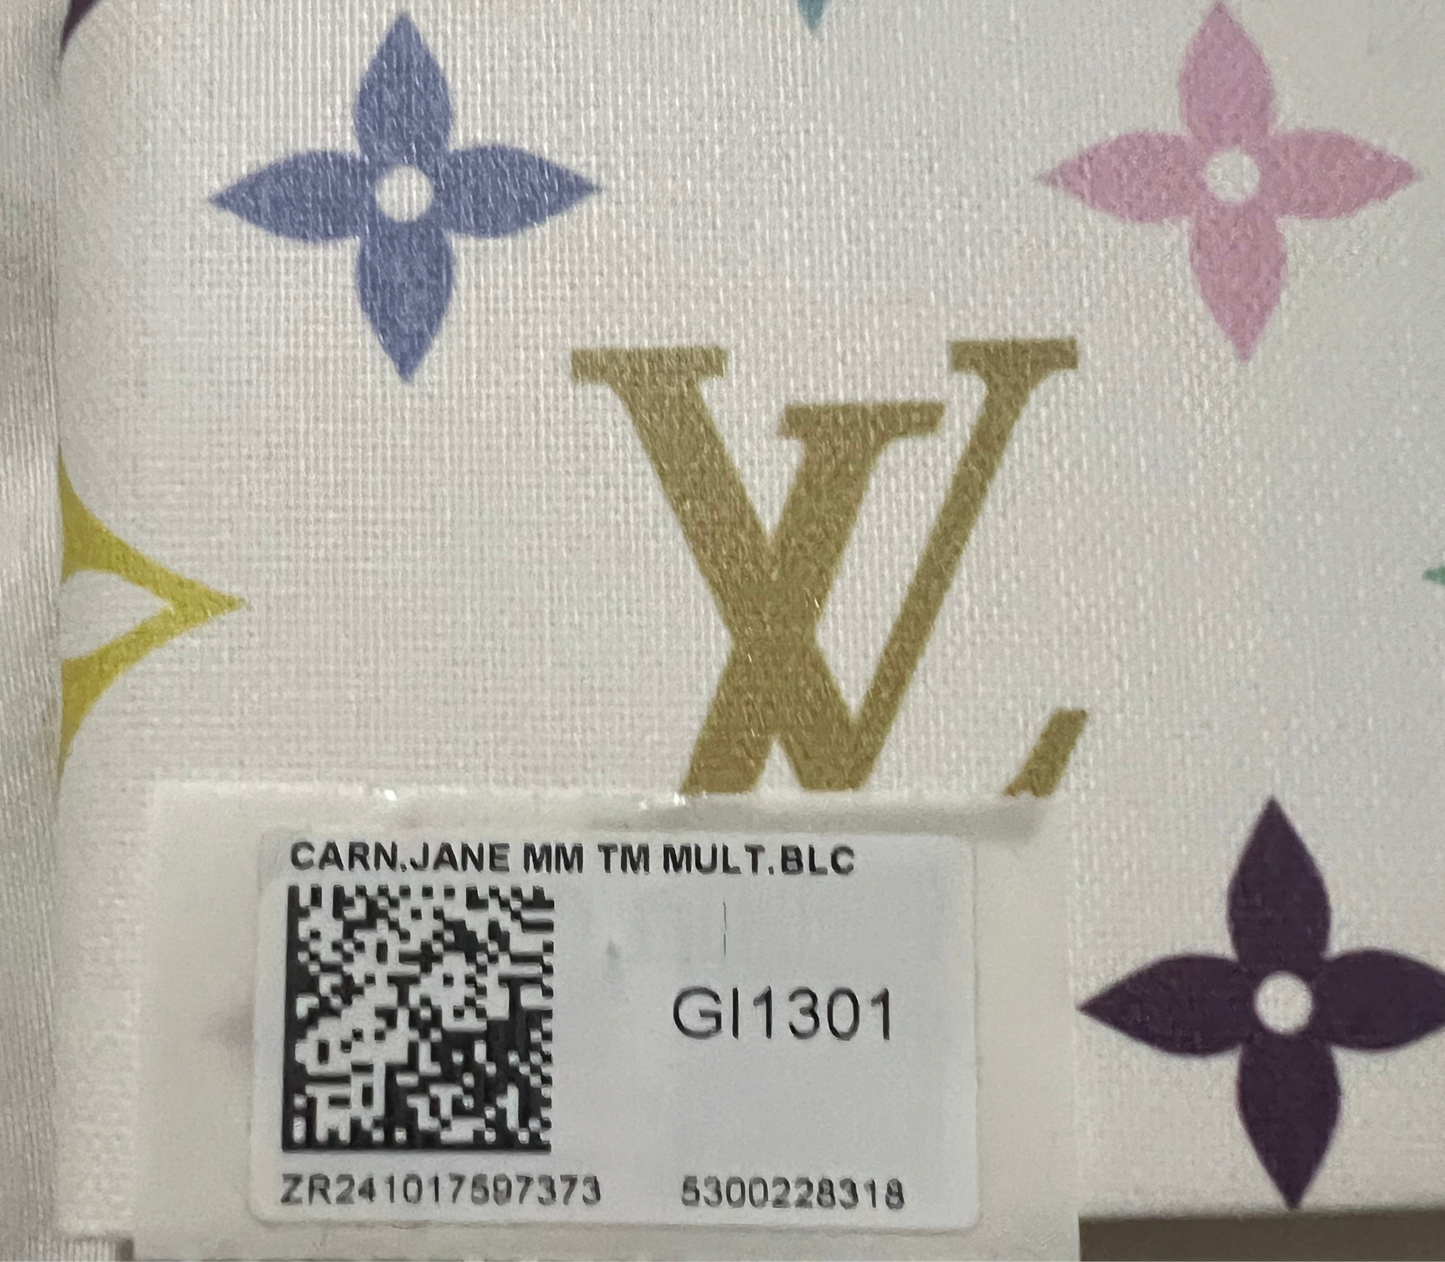 LV
CARN.JANE MM TM MULT.BLC
GI1301
ZR241017597373 5300228318